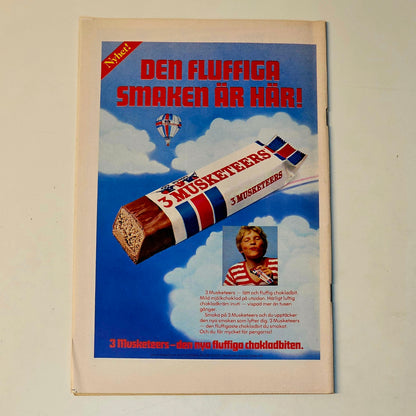 Nyhet!
DEN FLUFFIGA
SMAKEN ÄR HÄR!
3 MUSKETEERS
3 MUSKETEERS
3 Musketeers — lätt och fluffig chokladbit.
Mild mjölkchoklad på utsidan. Härligt luftig
chokladkräm inuti — vispad mer än tusen
gånger.
Smaka på 3 Musketeers och du upptäcker
den nya smaken som lyfter dig. 3 Musketeers
— den fluffigaste chokladbit du smakat.
Och du får mycket för pengarna!
3 Musketeers—den nya fluffiga chokladbiten.